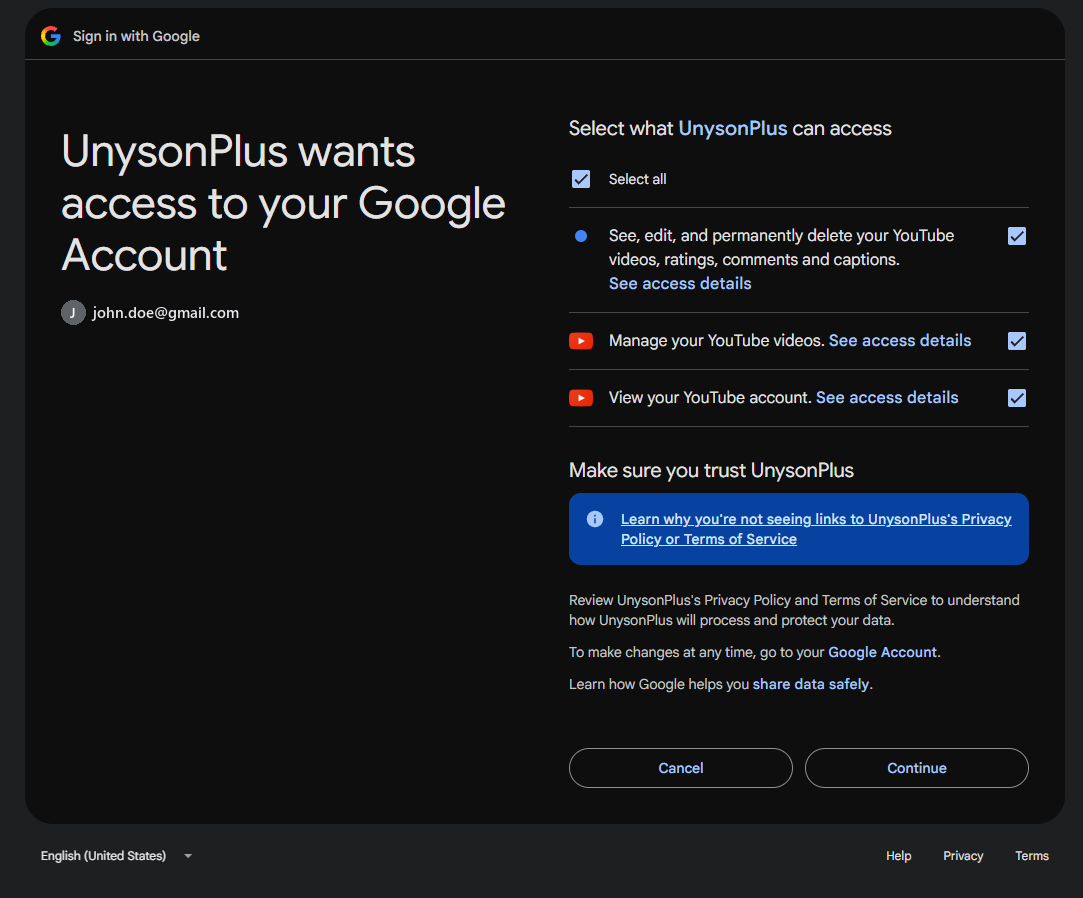 Sign in with Google
UnysonPlus wants
access to your Google
Account
J john.doe@gmail.com
Select what UnysonPlus can access
Select all
See, edit, and permanently delete your YouTube
videos, ratings, comments and captions.
See access details
Manage your YouTube videos. See access details
View your YouTube account. See access details
Make sure you trust UnysonPlus
Learn why you're not seeing links to UnysonPlus's Privacy
Policy or Terms of Service
Review UnysonPlus's Privacy Policy and Terms of Service to understand
how UnysonPlus will process and protect your data.
To make changes at any time, go to your Google Account.
Learn how Google helps you share data safely.
Cancel Continue
English (United States) Help Privacy Terms